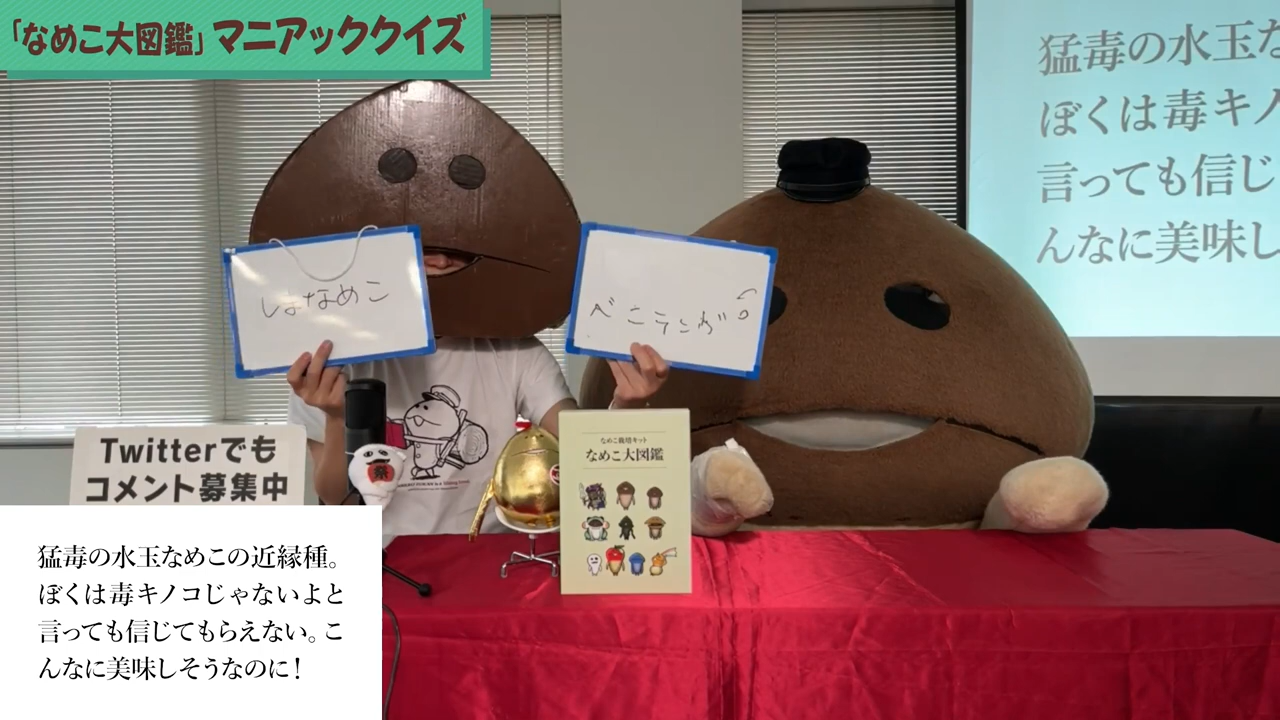 「なめこ大図鑑」マニアッククイズ
猛毒の水玉な
ぼくは毒キノ
言っても信じ
んなに美味し
しまなめこ
Twitterでも
コメント募集中
なめこ栽培キット
なめこ大図鑑
猛毒の水玉なめこの近縁種。
ぼくは毒キノコじゃないよと
言っても信じてもらえない。こ
んなに美味しそうなのに！